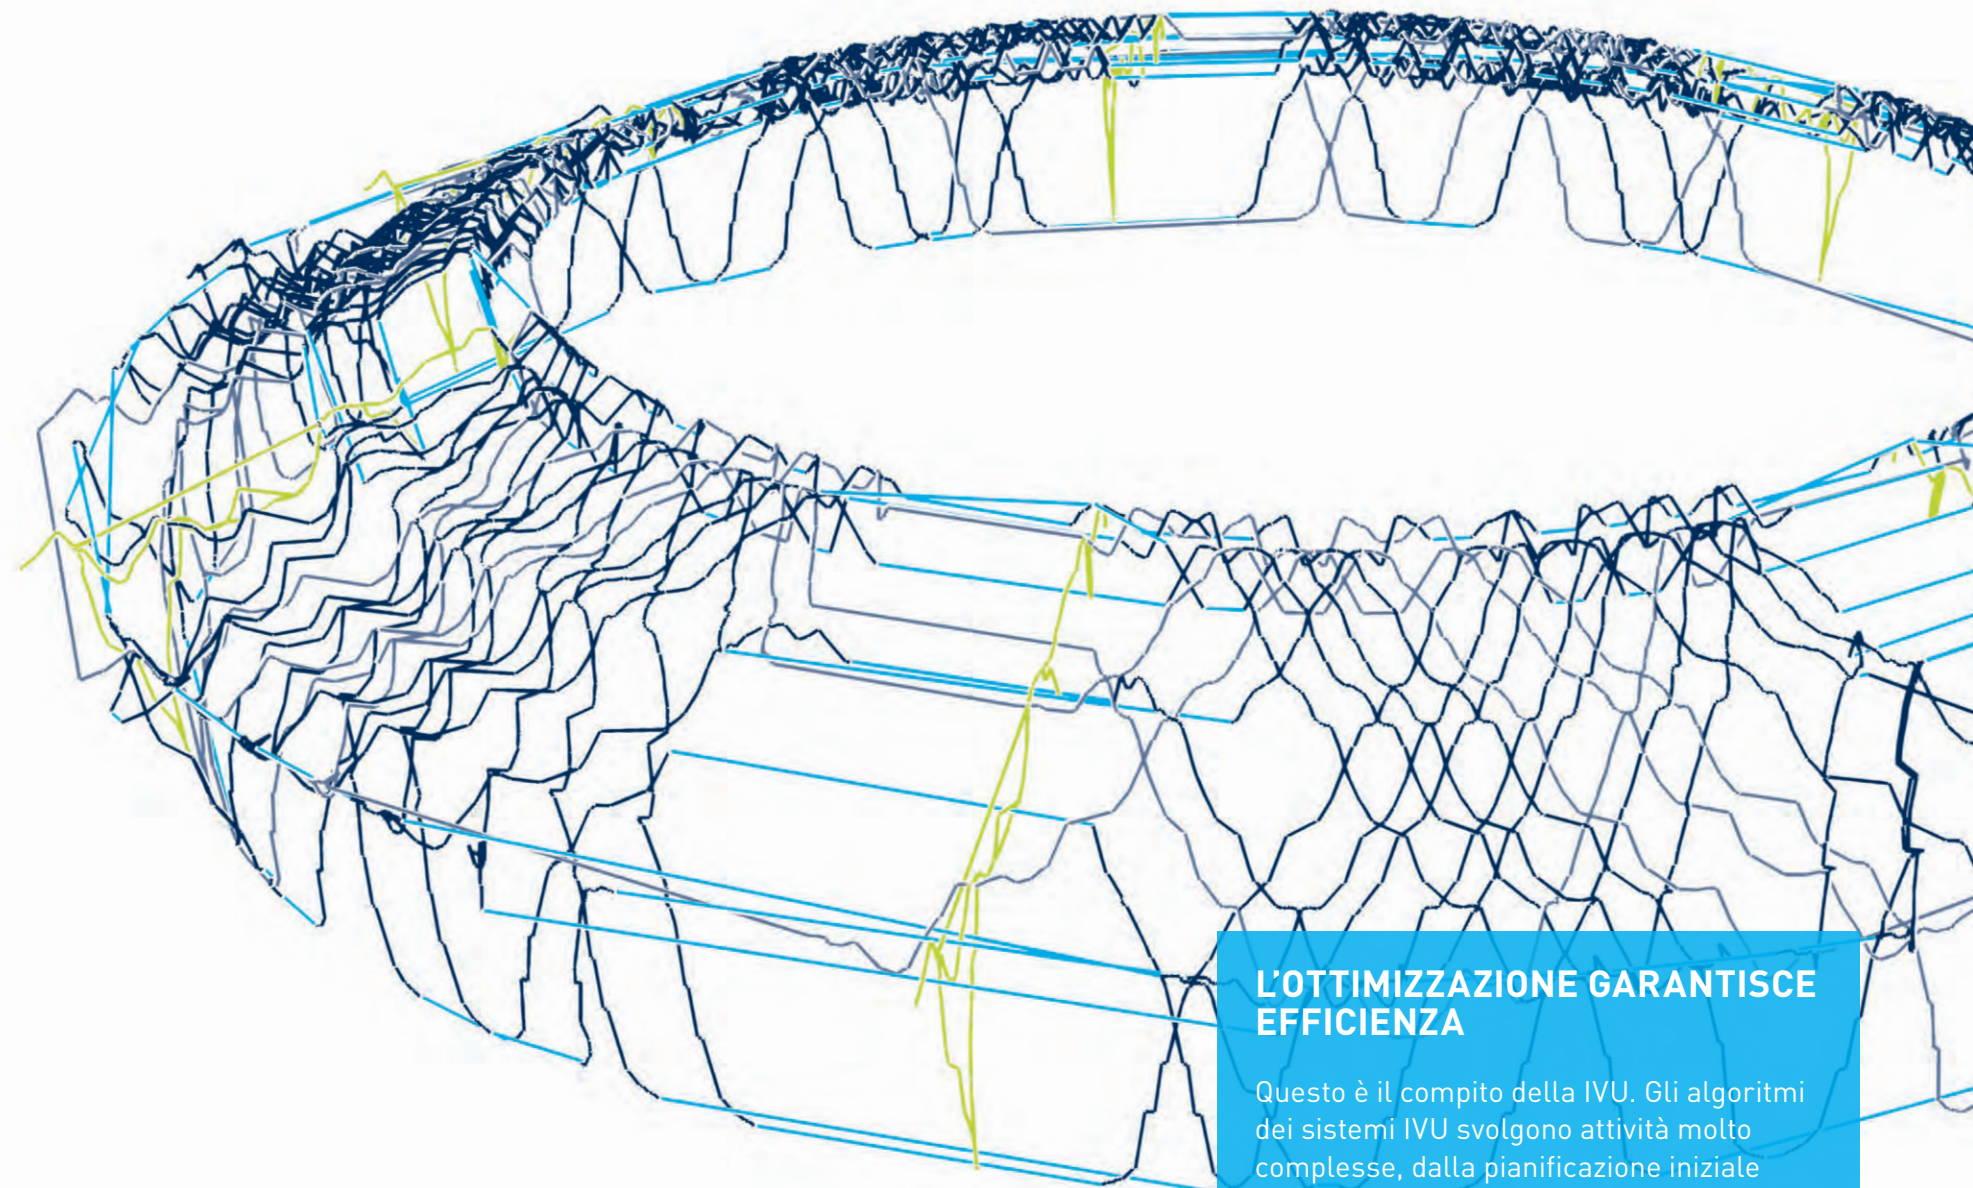 L’OTTIMIZZAZIONE GARANTISCE
EFFICIENZA
Questo è il compito della IVU. Gli algoritmi
dei sistemi IVU svolgono attività molto
complesse, dalla pianificazione iniziale